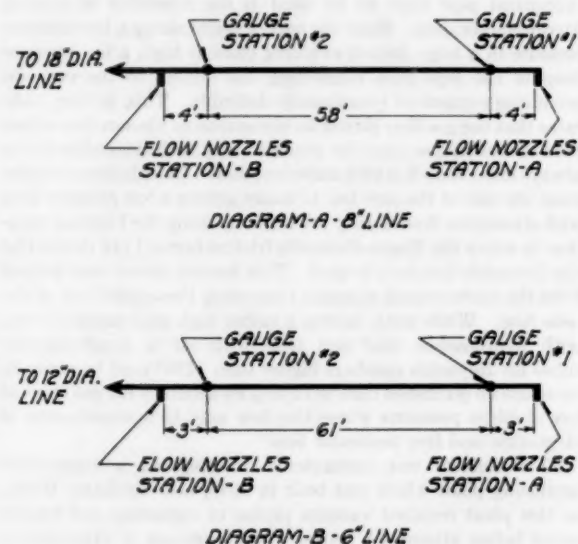 GAUGE STATION #2
GAUGE STATION #1
TO 18" DIA. LINE
4' 58' 4'
FLOW NOZZLES STATION-B
FLOW NOZZLES STATION-A
DIAGRAM-A-8" LINE
GAUGE STATION #2
GAUGE STATION #1
TO 12" DIA. LINE
3' 61' 3'
FLOW NOZZLES STATION-B
FLOW NOZZLES STATION-A
DIAGRAM-B-6" LINE